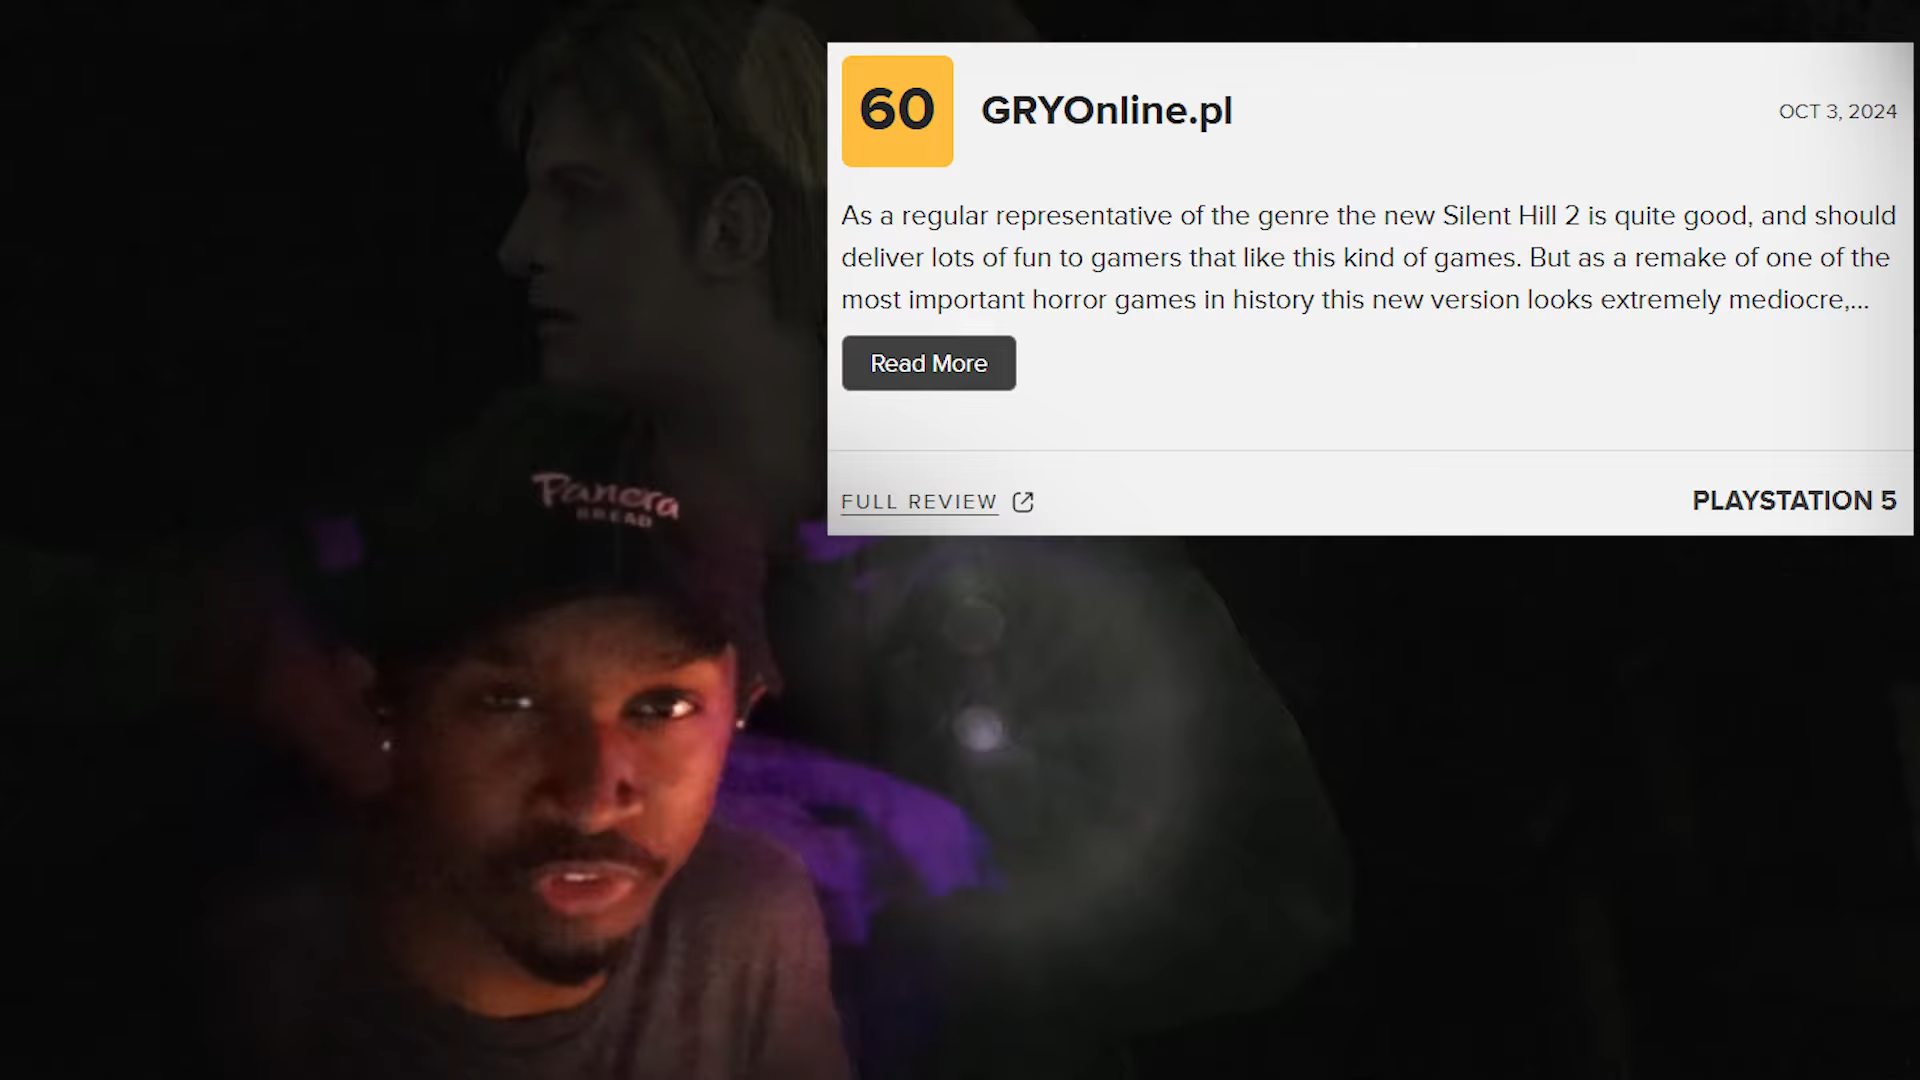 60
GRYOnline.pl
OCT 3, 2024
As a regular representative of the genre the new Silent Hill 2 is quite good, and should
deliver lots of fun to gamers that like this kind of games. But as a remake of one of the
most important horror games in history this new version looks extremely mediocre,...
Read More
FULL REVIEW
PLAYSTATION 5
Panera
BREAD